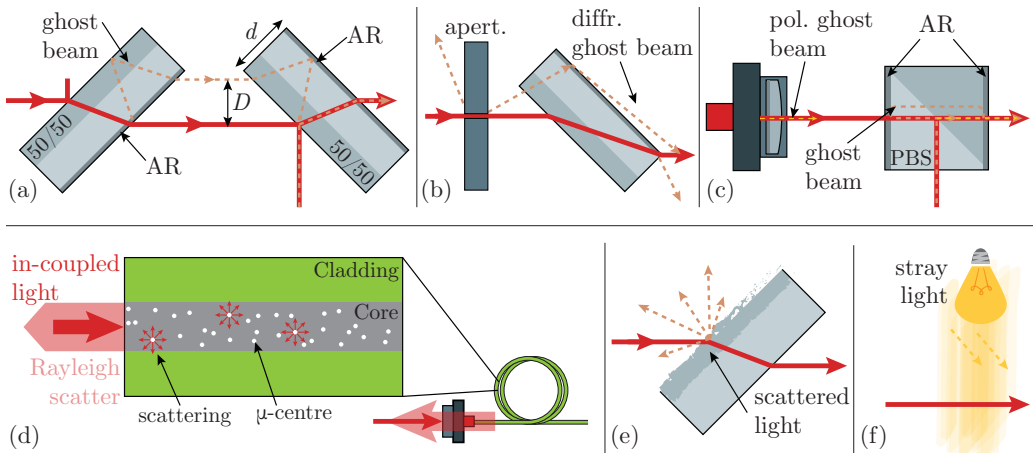 ghost
beam
d
AR
D
50/50
50/50
AR
(a)
apert.
diffr.
ghost beam
(b)
pol. ghost
beam
AR
ghost
beam
PBS
(c)
in-coupled
light
Cladding
Core
Rayleigh
scatter
scattering
μ-centre
(d)
scattered
light
(e)
stray
light
(f)